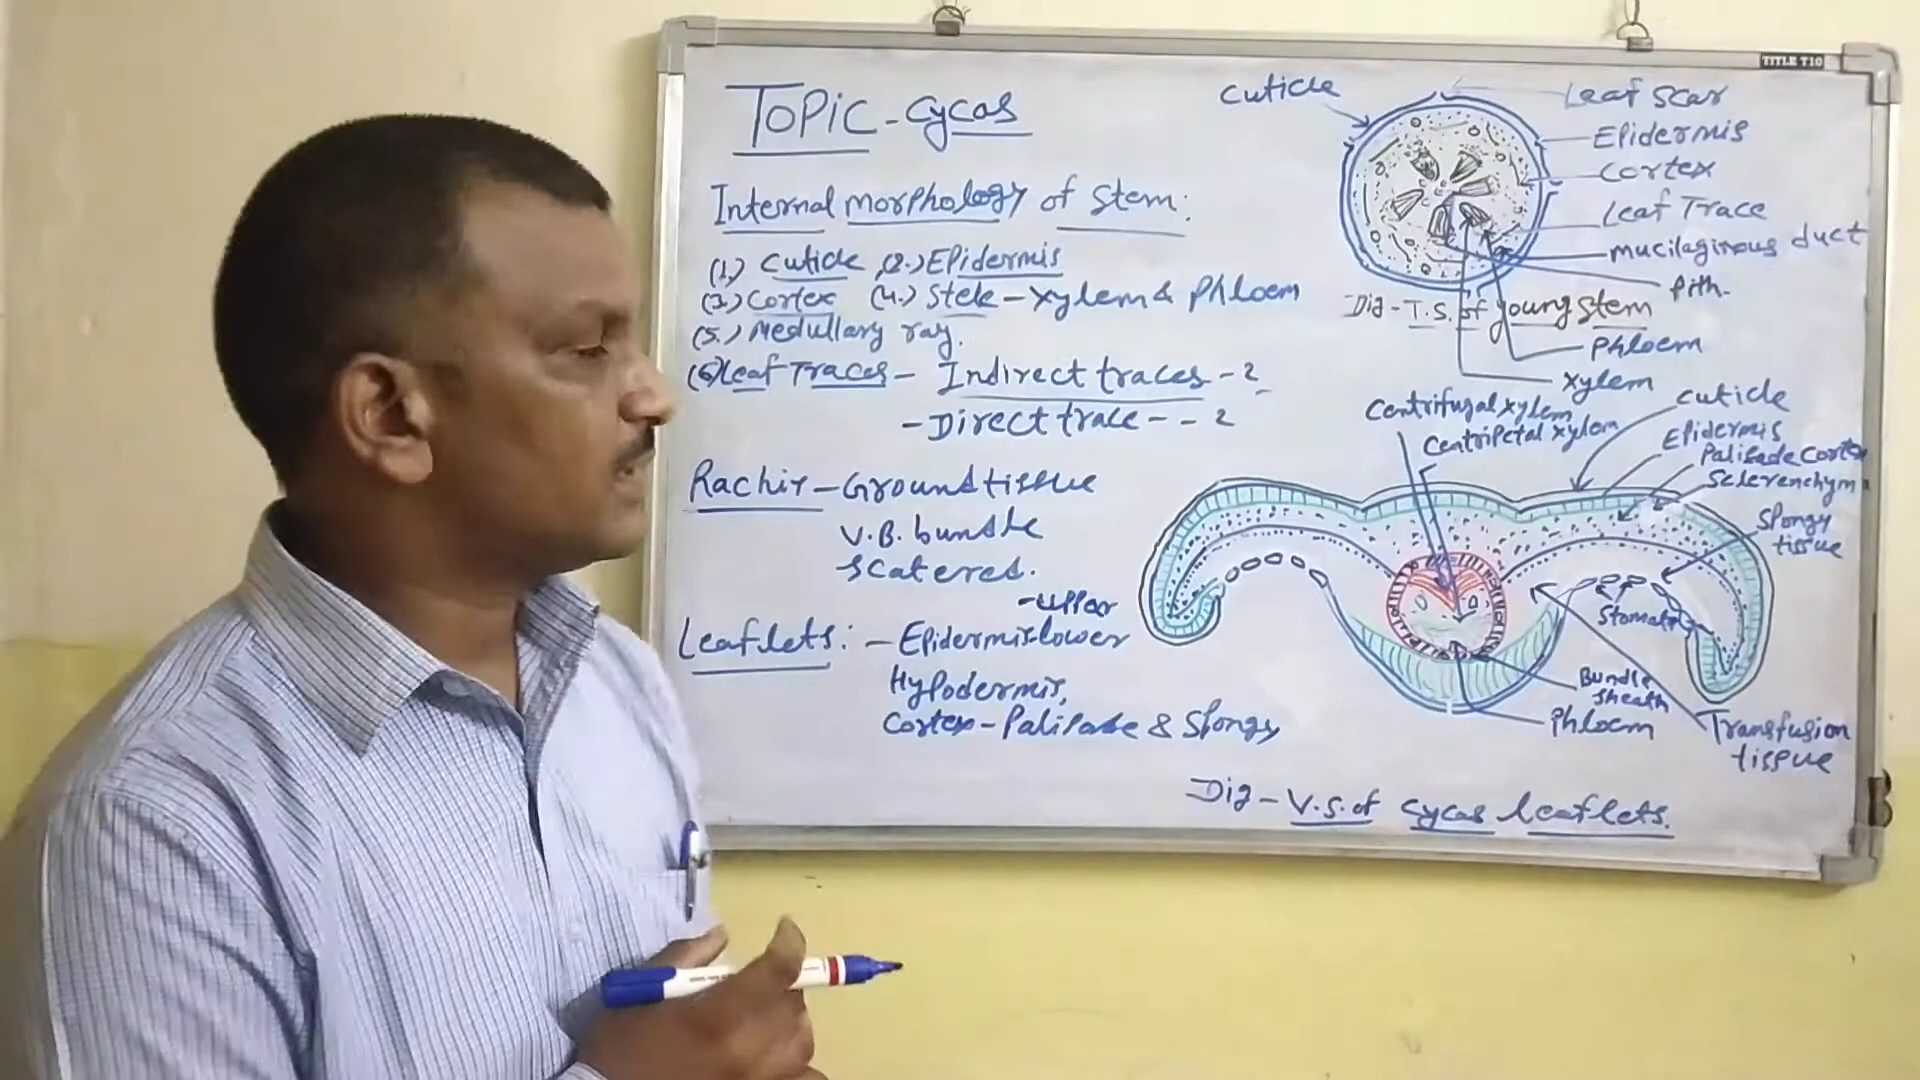 TITLE T10
TOPIC - Cycas
Internal morphology of stem:
(1.) Cuticle, (2.) Epidermis
(3.) Cortex (4.) Stele - Xylem & Phloem
(5.) Medullary ray.
(6) Leaf Traces - Indirect traces - 2
- Direct trace - - 2
Rachis - Ground tissue
V.B. bundle
scatered.
Leaflets: - Epidermis - upper
lower
Hypodermis,
Cortex - Palisade & Spongy
Cuticle
Leaf Scar
Epidermis
Cortex
Leaf Trace
mucilaginous duct
Pith.
Dig - T.S. of young stem
Phloem
Xylem
Centrifugal xylem
Centripetal xylem
Cuticle
Epidermis
Palisade Cortex
Sclerenchym
Spongy
tissue
Stomata
Bundle
Sheath
Phloem
Transfusion
tissue
Dig - V.S. of Cycas leaflets.